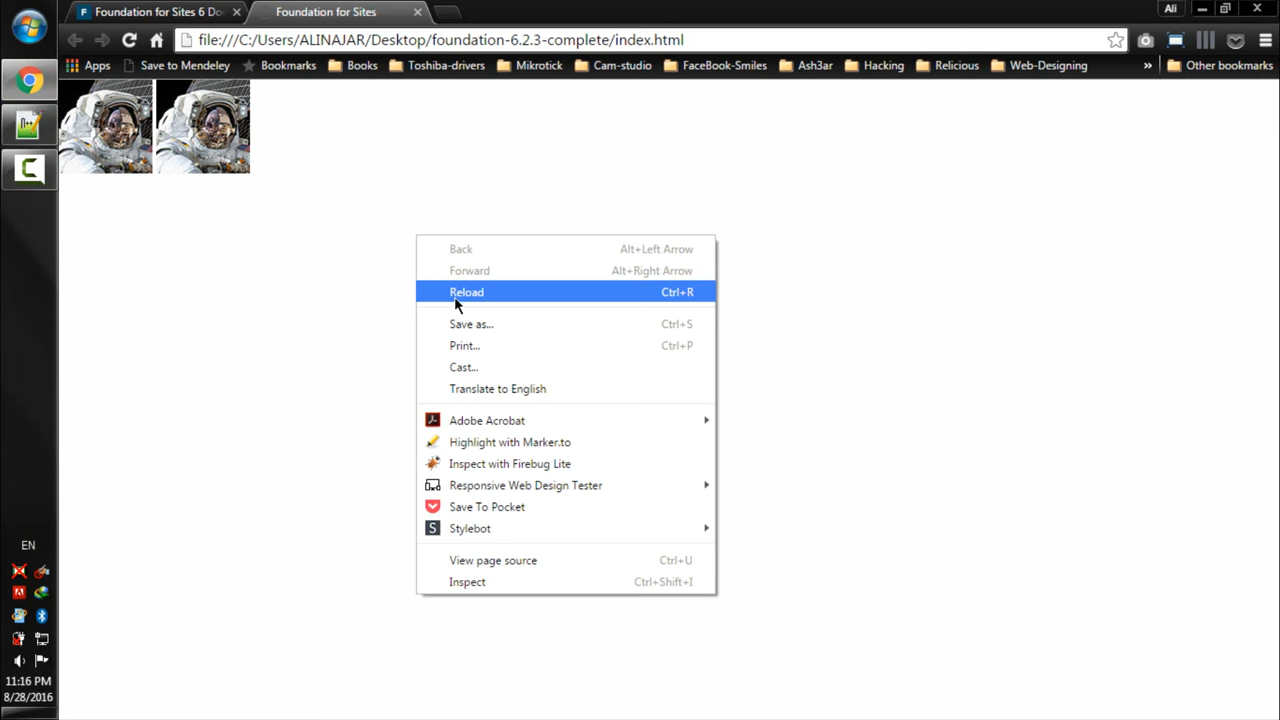 Foundation for Sites 6 Do
Foundation for Sites
Ali
file:///C:/Users/ALINAJAR/Desktop/foundation-6.2.3-complete/index.html
Apps
Save to Mendeley
Bookmarks
Books
Toshiba-drivers
Mikrotick
Cam-studio
FaceBook-Smiles
Ash3ar
Hacking
Relicious
Web-Designing
»
Other bookmarks
Back Alt+Left Arrow
Forward Alt+Right Arrow
Reload Ctrl+R
Save as... Ctrl+S
Print... Ctrl+P
Cast...
Translate to English
Adobe Acrobat
Highlight with Marker.to
Inspect with Firebug Lite
Responsive Web Design Tester
Save To Pocket
S Stylebot
View page source Ctrl+U
Inspect Ctrl+Shift+I
EN
11:16 PM
8/28/2016